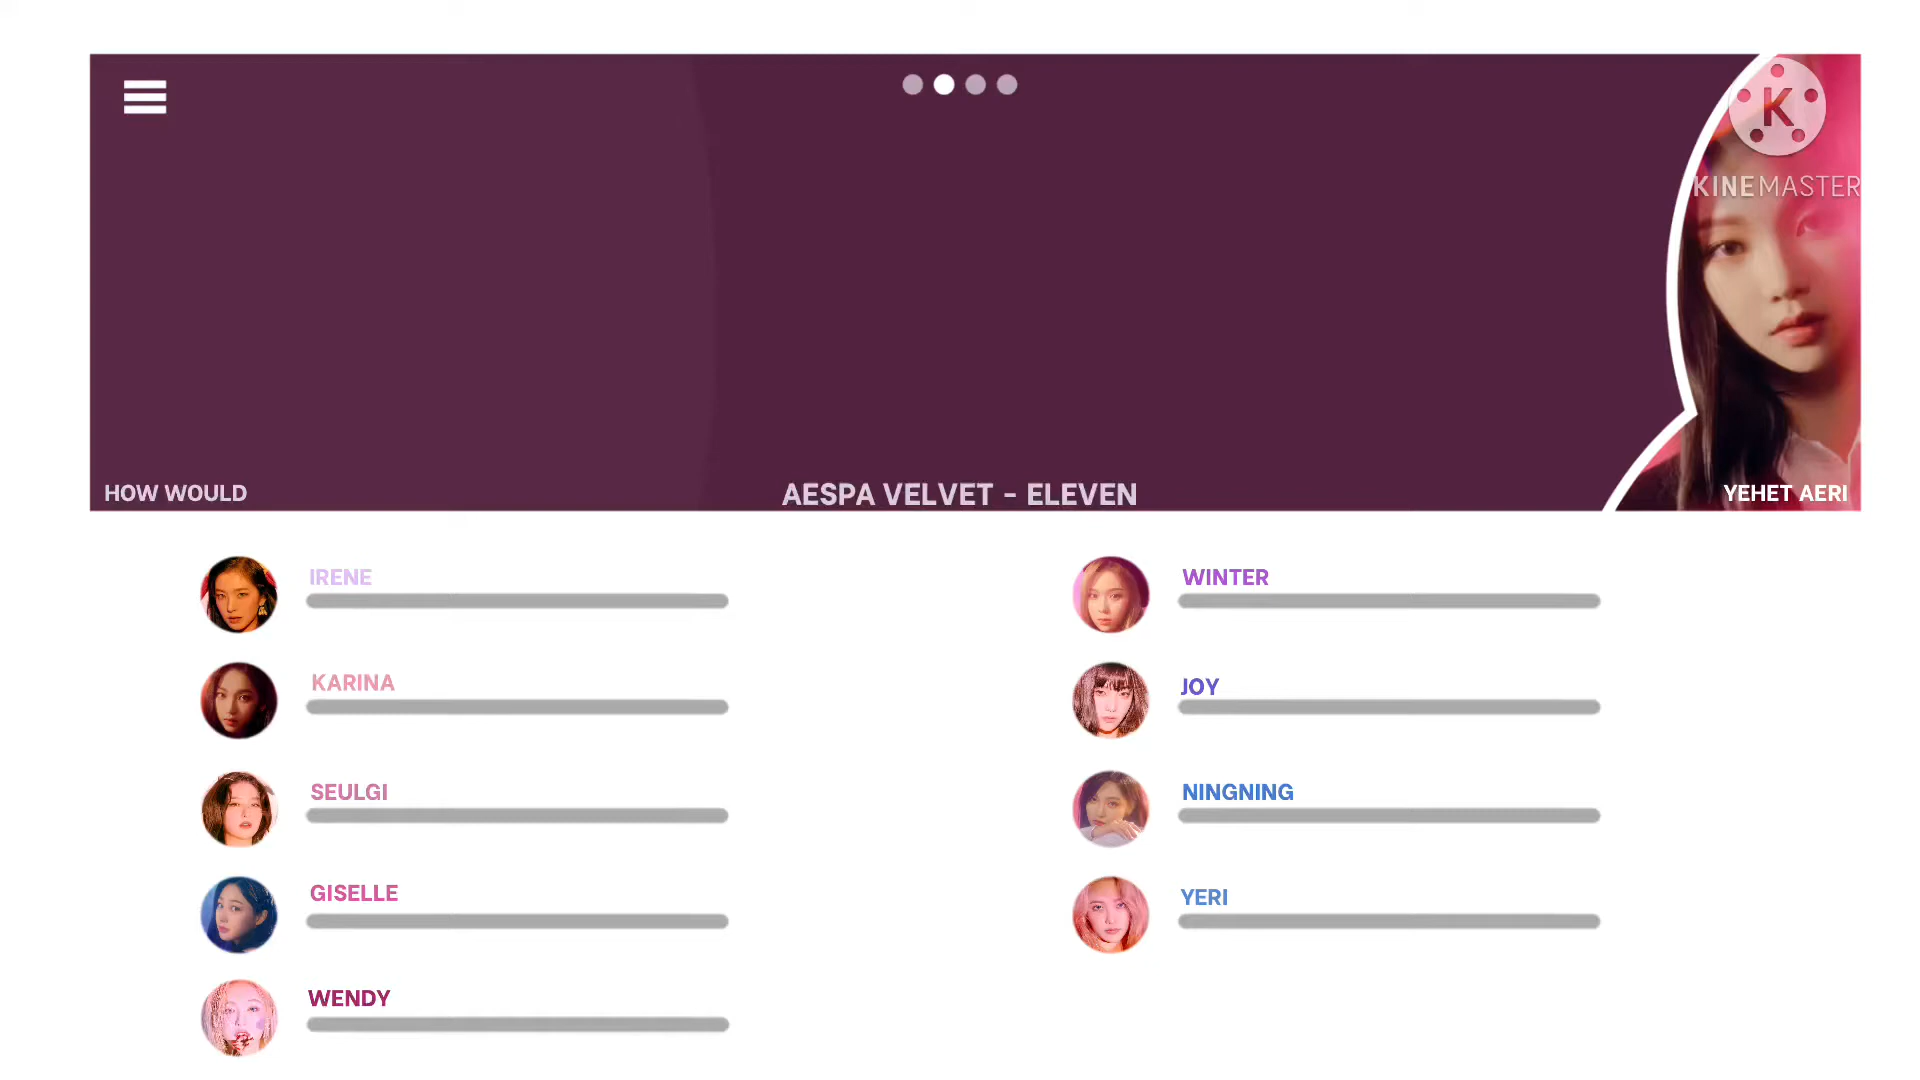 K
KINEMASTER
HOW WOULD
AESPA VELVET - ELEVEN
YEHET AERI
IRENE
KARINA
SEULGI
GISELLE
WENDY
WINTER
JOY
NINGNING
YERI